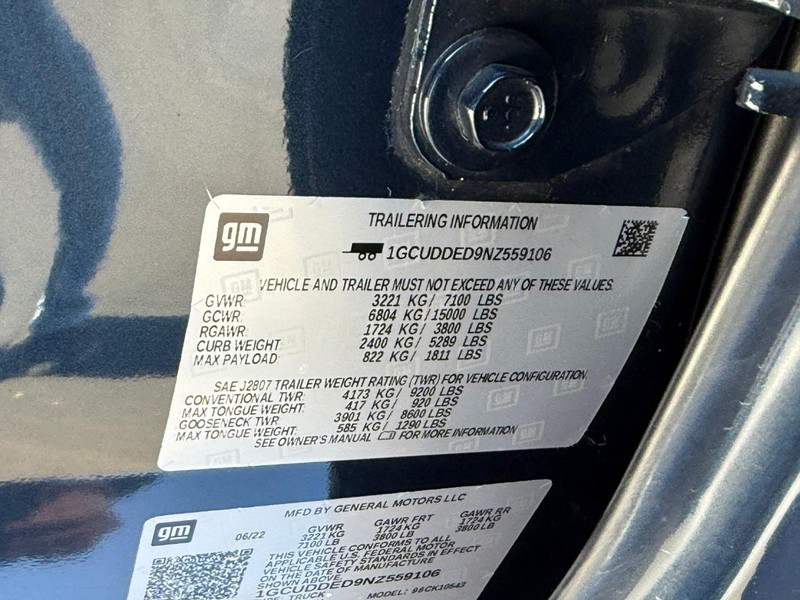 gm
TRAILERING INFORMATION
1GCUDDED9NZ559106
VEHICLE AND TRAILER MUST NOT EXCEED ANY OF THESE VALUES.
GVWR: 3221 KG / 7100 LBS
GCWR: 6804 KG / 15000 LBS
RGAWR: 1724 KG / 3800 LBS
CURB WEIGHT: 2400 KG / 5289 LBS
MAX PAYLOAD: 822 KG / 1811 LBS
SAE J2807 TRAILER WEIGHT RATING (TWR) FOR VEHICLE CONFIGURATION
CONVENTIONAL TWR: 4173 KG / 9200 LBS
MAX TONGUE WEIGHT: 417 KG / 920 LBS
GOOSENECK TWR: 3901 KG / 8600 LBS
MAX TONGUE WEIGHT: 585 KG / 1290 LBS
SEE OWNER'S MANUAL FOR MORE INFORMATION
gm
MFD BY GENERAL MOTORS LLC
06/22 GVWR GAWR FRT GAWR RR
3221 KG 1724 KG 1724 KG
7100 LB 3800 LB 3800 LB
THIS VEHICLE CONFORMS TO ALL
APPLICABLE U.S. FEDERAL MOTOR
VEHICLE SAFETY STANDARDS IN EFFECT
ON THE DATE OF MANUFACTURE
SHOWN ABOVE.
1GCUDDED9NZ559106
TYPE: TRUCK MODEL: